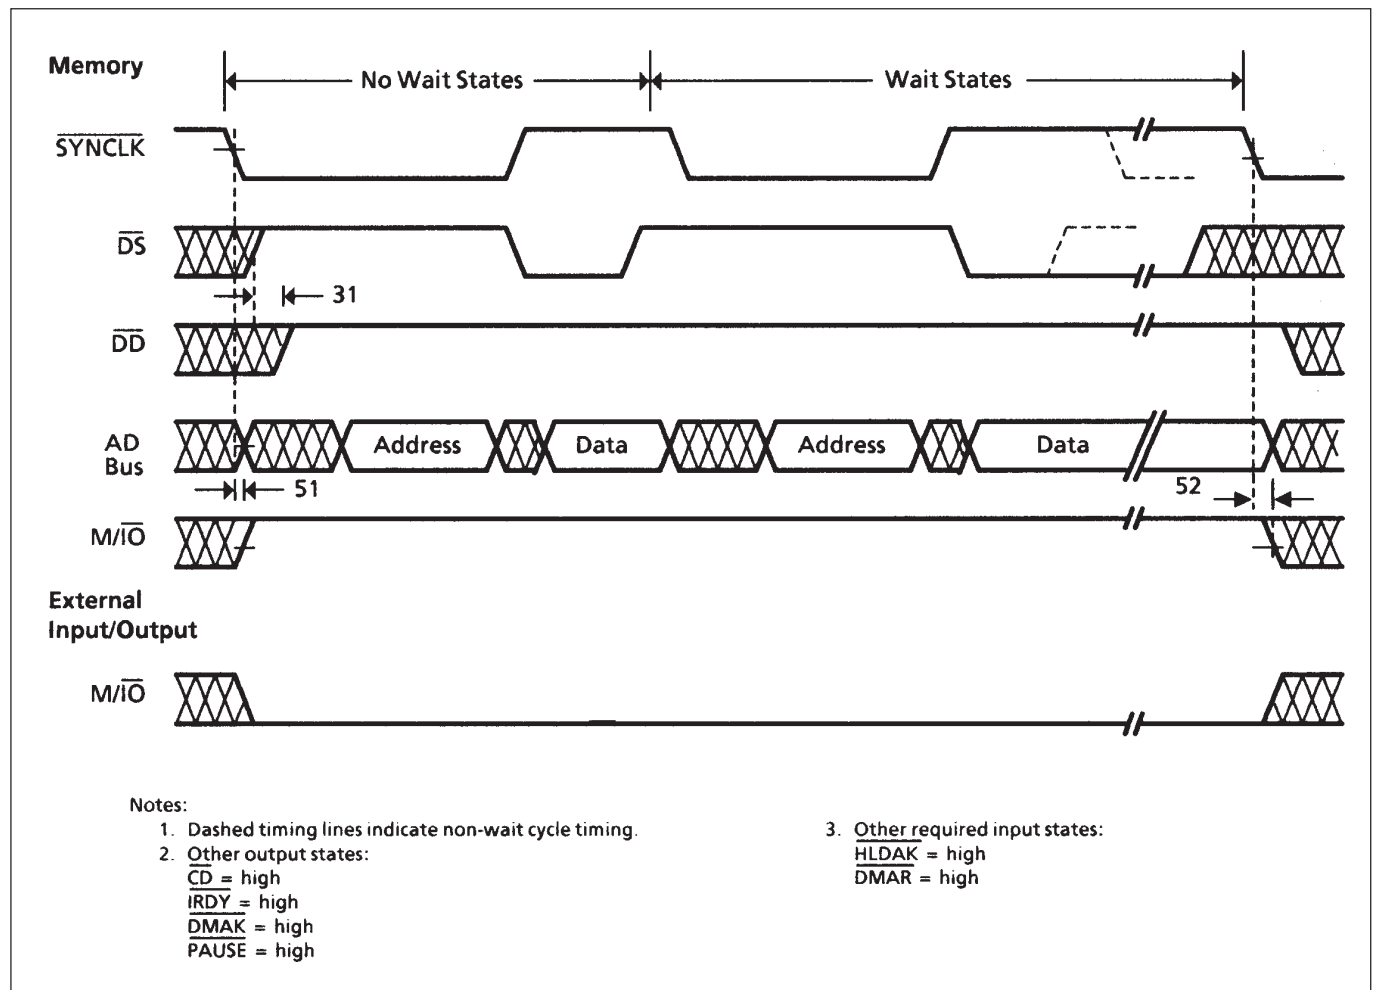 Memory
No Wait States
Wait States
SYNCLK
DS
31
DD
AD
Bus
Address
Data
Address
Data
51
52
M/IO
External
Input/Output
M/IO
Notes:
1. Dashed timing lines indicate non-wait cycle timing.
2. Other output states:
CD = high
IRDY = high
DMAK = high
PAUSE = high
3. Other required input states:
HLDAK = high
DMAR = high